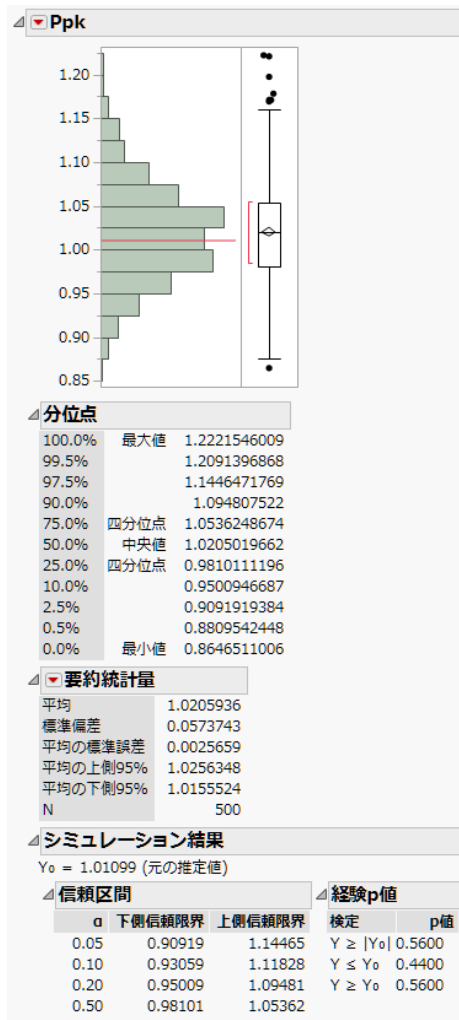 Ppk
1.20
1.15
1.10
1.05
1.00
0.95
0.90
0.85
分位点
100.0% 最大値 1.2221546009
99.5% 1.2091396868
97.5% 1.1446471769
90.0% 1.094807522
75.0% 四分位点 1.0536248674
50.0% 中央値 1.0205019662
25.0% 四分位点 0.9810111196
10.0% 0.9500946687
2.5% 0.9091919384
0.5% 0.8809542448
0.0% 最小値 0.8646511006
要約統計量
平均 1.0205936
標準偏差 0.0573743
平均の標準誤差 0.0025659
平均の上側95% 1.0256348
平均の下側95% 1.0155524
N 500
シミュレーション結果
Y₀ = 1.01099 (元の推定値)
信頼区間 経験p値
α 下側信頼限界 上側信頼限界 検定 p値
0.05 0.90919 1.14465 Y ≥ |Y₀| 0.5600
0.10 0.93059 1.11828 Y ≤ Y₀ 0.4400
0.20 0.95009 1.09481 Y ≥ Y₀ 0.5600
0.50 0.98101 1.05362